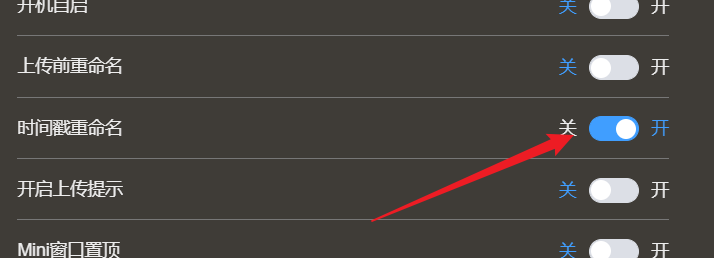 开机自启 关 开
上传前重命名 关 开
时间戳重命名 关 开
开启上传提示 关 开
Mini窗口置顶 关 开